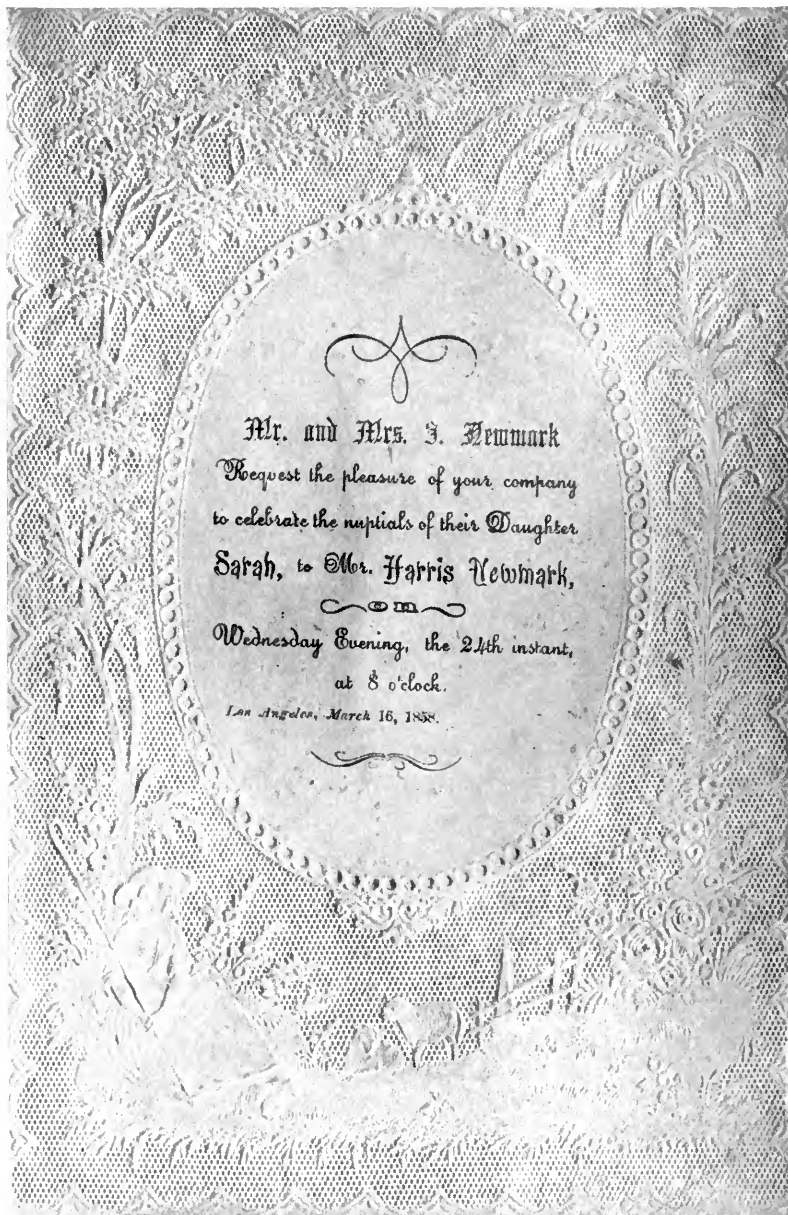 Mr. and Mrs. J. Newmark
Request the pleasure of your company
to celebrate the nuptials of their Daughter
Sarah, to Mr. Harris Newmark,
on
Wednesday Evening, the 24th instant,
at 8 o'clock.
Los Angeles, March 16, 1858.